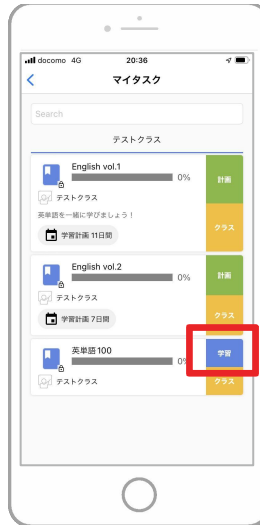 docomo 4G 20:36
マイタスク
Search
テストクラス
English vol.1
0%
計画
テストクラス
英単語を一緒に学びましょう！
クラス
学習計画 11日間
English vol.2
0%
計画
テストクラス
クラス
学習計画 7日間
英単語100
0%
学習
テストクラス
クラス